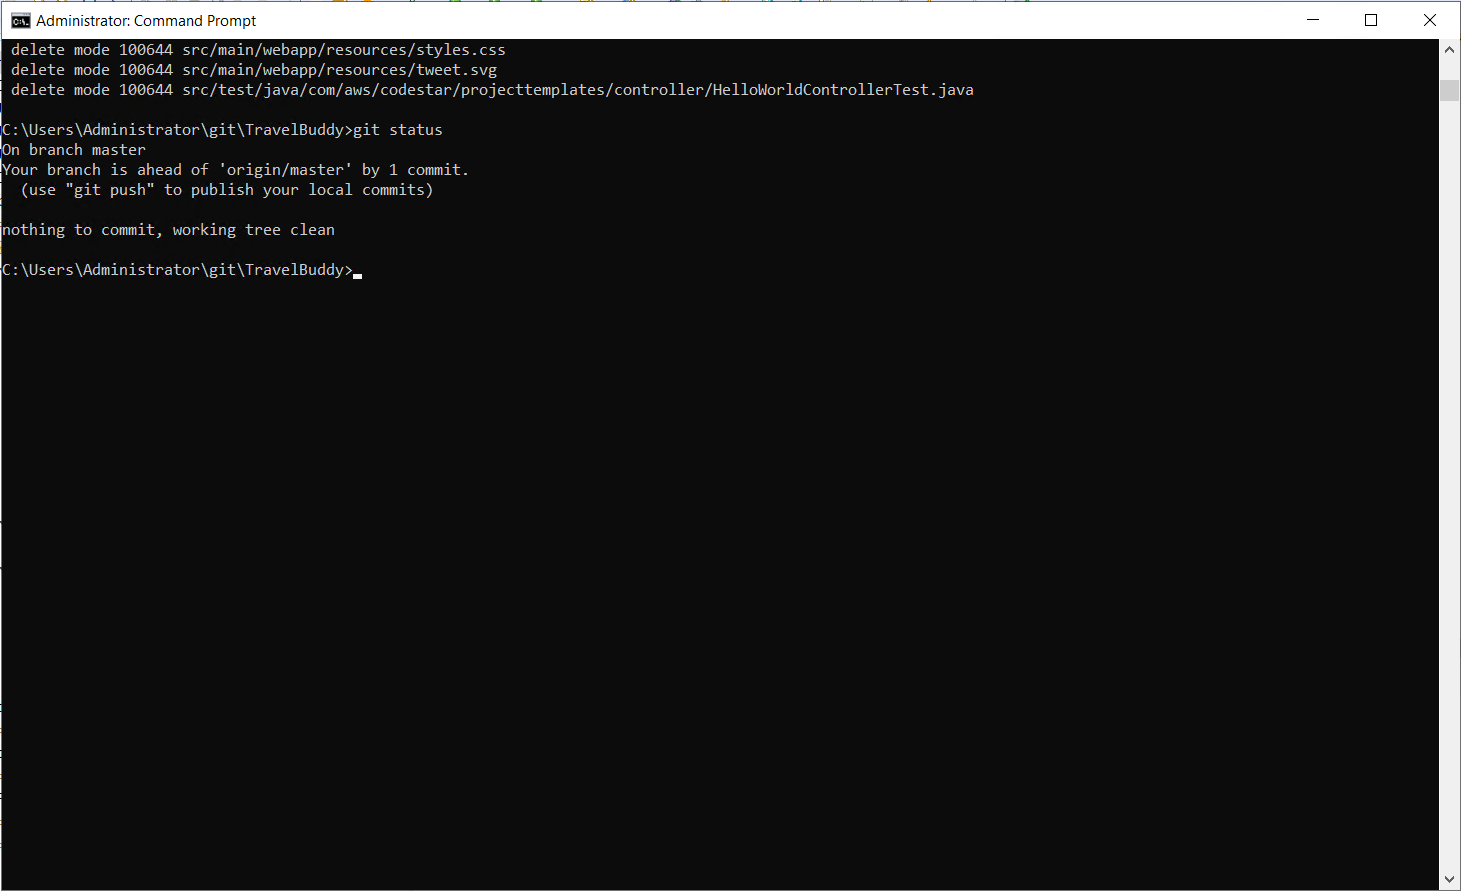 Administrator: Command Prompt
delete mode 100644 src/main/webapp/resources/styles.css
delete mode 100644 src/main/webapp/resources/tweet.svg
delete mode 100644 src/test/java/com/aws/codestar/projecttemplates/controller/HelloWorldControllerTest.java
C:\Users\Administrator\git\TravelBuddy>git status
On branch master
Your branch is ahead of 'origin/master' by 1 commit.
(use "git push" to publish your local commits)
nothing to commit, working tree clean
C:\Users\Administrator\git\TravelBuddy>